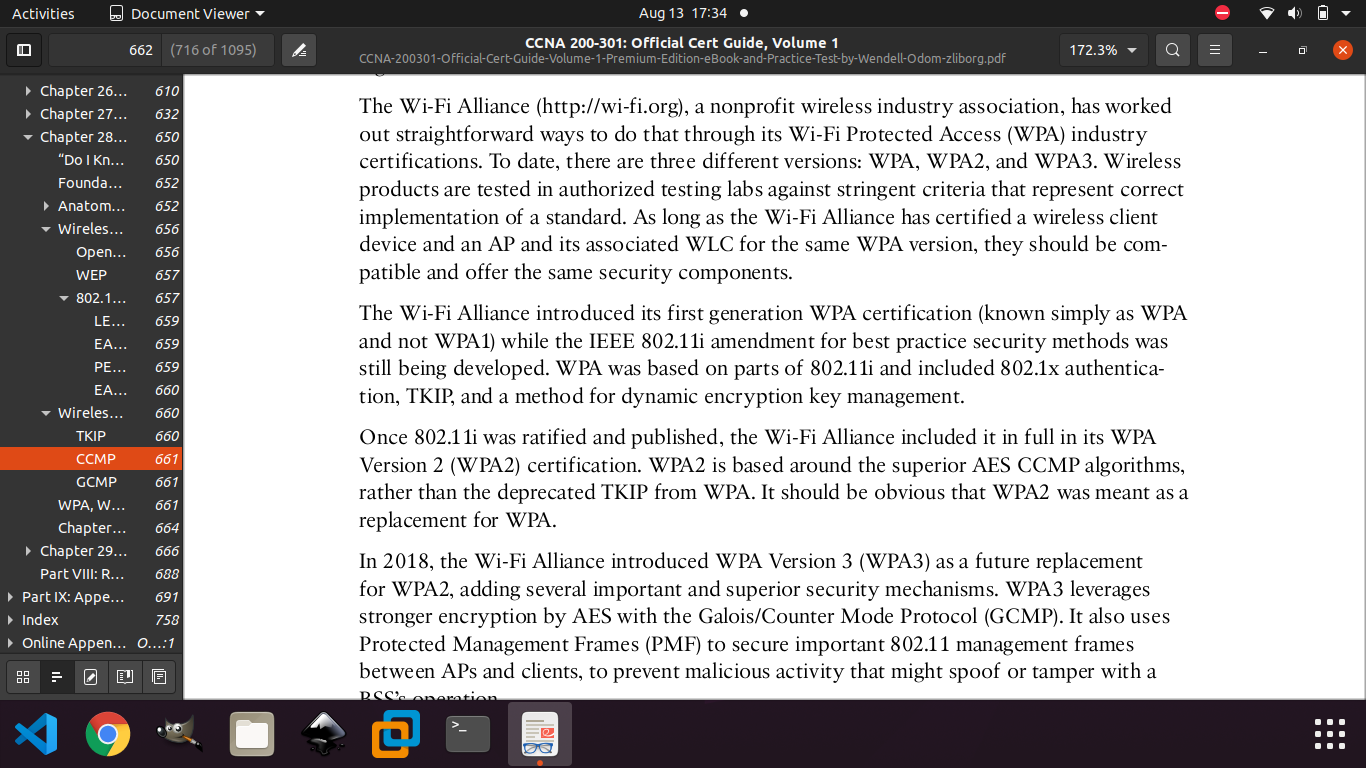 Activities
Document Viewer
Aug 13 17:34
662
(716 of 1095)
CCNA 200-301: Official Cert Guide, Volume 1
CCNA-200301-Official-Cert-Guide-Volume-1-Premium-Edition-eBook-and-Practice-Test-by-Wendell-Odom-zliborg.pdf
172.3%
Chapter 26... 610
Chapter 27... 632
Chapter 28... 650
“Do I Kn... 650
Founda... 652
Anatom... 652
Wireles... 656
Open... 656
WEP 657
802.1... 657
LE... 659
EA... 659
PE... 659
EA... 660
Wireles... 660
TKIP 660
CCMP 661
GCMP 661
WPA, W... 661
Chapter... 664
Chapter 29... 666
Part VIII: R... 688
Part IX: Appe... 691
Index 758
Online Appen... O...:1
The Wi-Fi Alliance (http://wi-fi.org), a nonprofit wireless industry association, has worked
out straightforward ways to do that through its Wi-Fi Protected Access (WPA) industry
certifications. To date, there are three different versions: WPA, WPA2, and WPA3. Wireless
products are tested in authorized testing labs against stringent criteria that represent correct
implementation of a standard. As long as the Wi-Fi Alliance has certified a wireless client
device and an AP and its associated WLC for the same WPA version, they should be com-
patible and offer the same security components.
The Wi-Fi Alliance introduced its first generation WPA certification (known simply as WPA
and not WPA1) while the IEEE 802.11i amendment for best practice security methods was
still being developed. WPA was based on parts of 802.11i and included 802.1x authentica-
tion, TKIP, and a method for dynamic encryption key management.
Once 802.11i was ratified and published, the Wi-Fi Alliance included it in full in its WPA
Version 2 (WPA2) certification. WPA2 is based around the superior AES CCMP algorithms,
rather than the deprecated TKIP from WPA. It should be obvious that WPA2 was meant as a
replacement for WPA.
In 2018, the Wi-Fi Alliance introduced WPA Version 3 (WPA3) as a future replacement
for WPA2, adding several important and superior security mechanisms. WPA3 leverages
stronger encryption by AES with the Galois/Counter Mode Protocol (GCMP). It also uses
Protected Management Frames (PMF) to secure important 802.11 management frames
between APs and clients, to prevent malicious activity that might spoof or tamper with a
BSS’s operation.